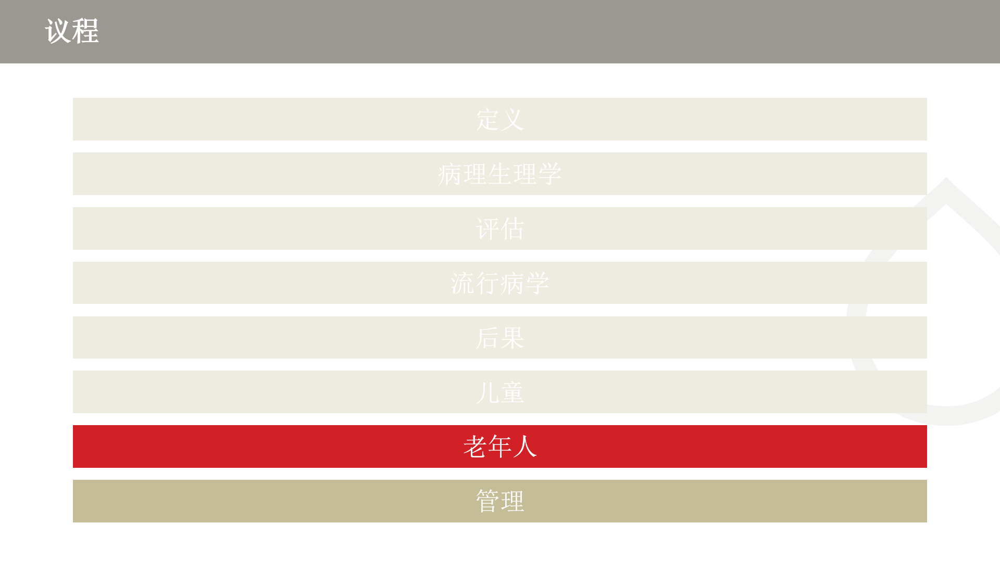 议程
定义
病理生理学
评估
流行病学
后果
儿童
老年人
管理